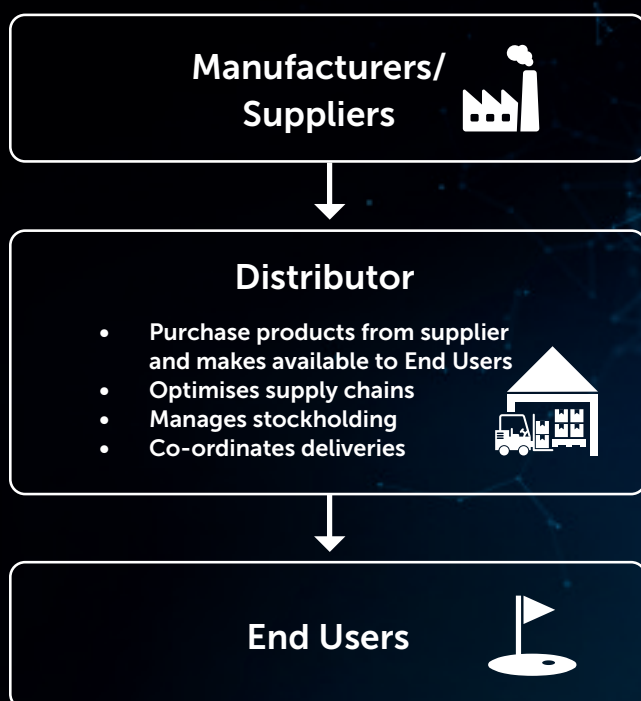 Manufacturers/
Suppliers
Distributor
• Purchase products from supplier
and makes available to End Users
• Optimises supply chains
• Manages stockholding
• Co-ordinates deliveries
End Users